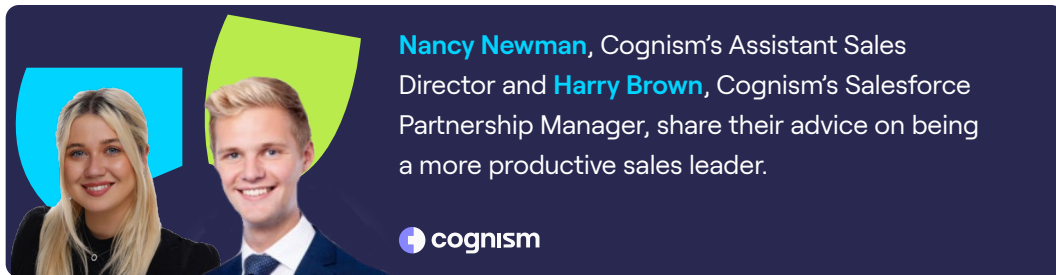 Nancy Newman, Cognism’s Assistant Sales
Director and Harry Brown, Cognism’s Salesforce
Partnership Manager, share their advice on being
a more productive sales leader.
cognism